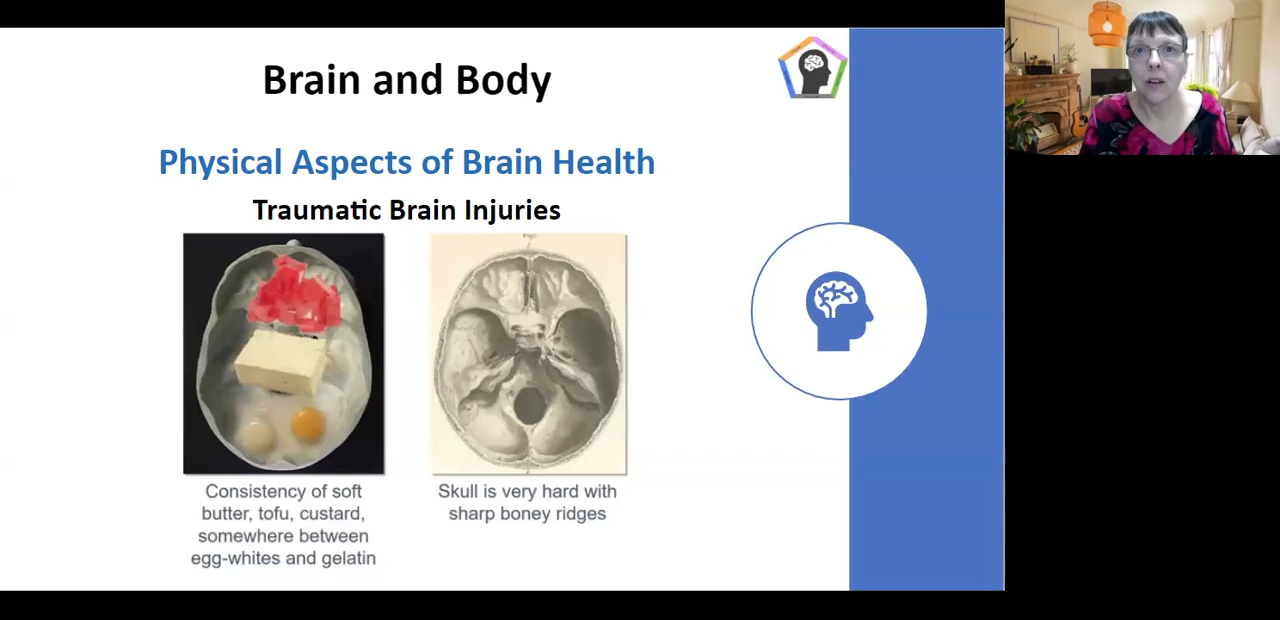 Brain and Body
Physical Aspects of Brain Health
Traumatic Brain Injuries
Consistency of soft
butter, tofu, custard,
somewhere between
egg-whites and gelatin
Skull is very hard with
sharp boney ridges